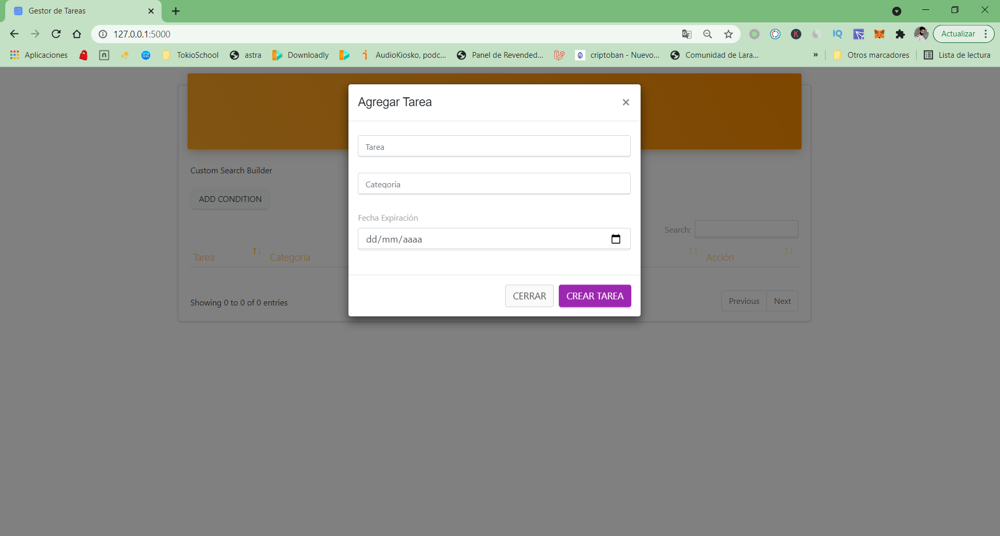 Gestor de Tareas
127.0.0.1:5000
Actualizar
Aplicaciones
TokioSchool
astra
Downloadly
AudioKiosko, podc...
Panel de Revended...
criptoban - Nuevo...
Comunidad de Lara...
»
Otros marcadores
Lista de lectura
Agregar Tarea
×
Tarea
Categoria
Fecha Expiración
dd/mm/aaaa
CERRAR
CREAR TAREA
Custom Search Builder
ADD CONDITION
Search:
Tarea
Categoria
Acción
Showing 0 to 0 of 0 entries
Previous
Next